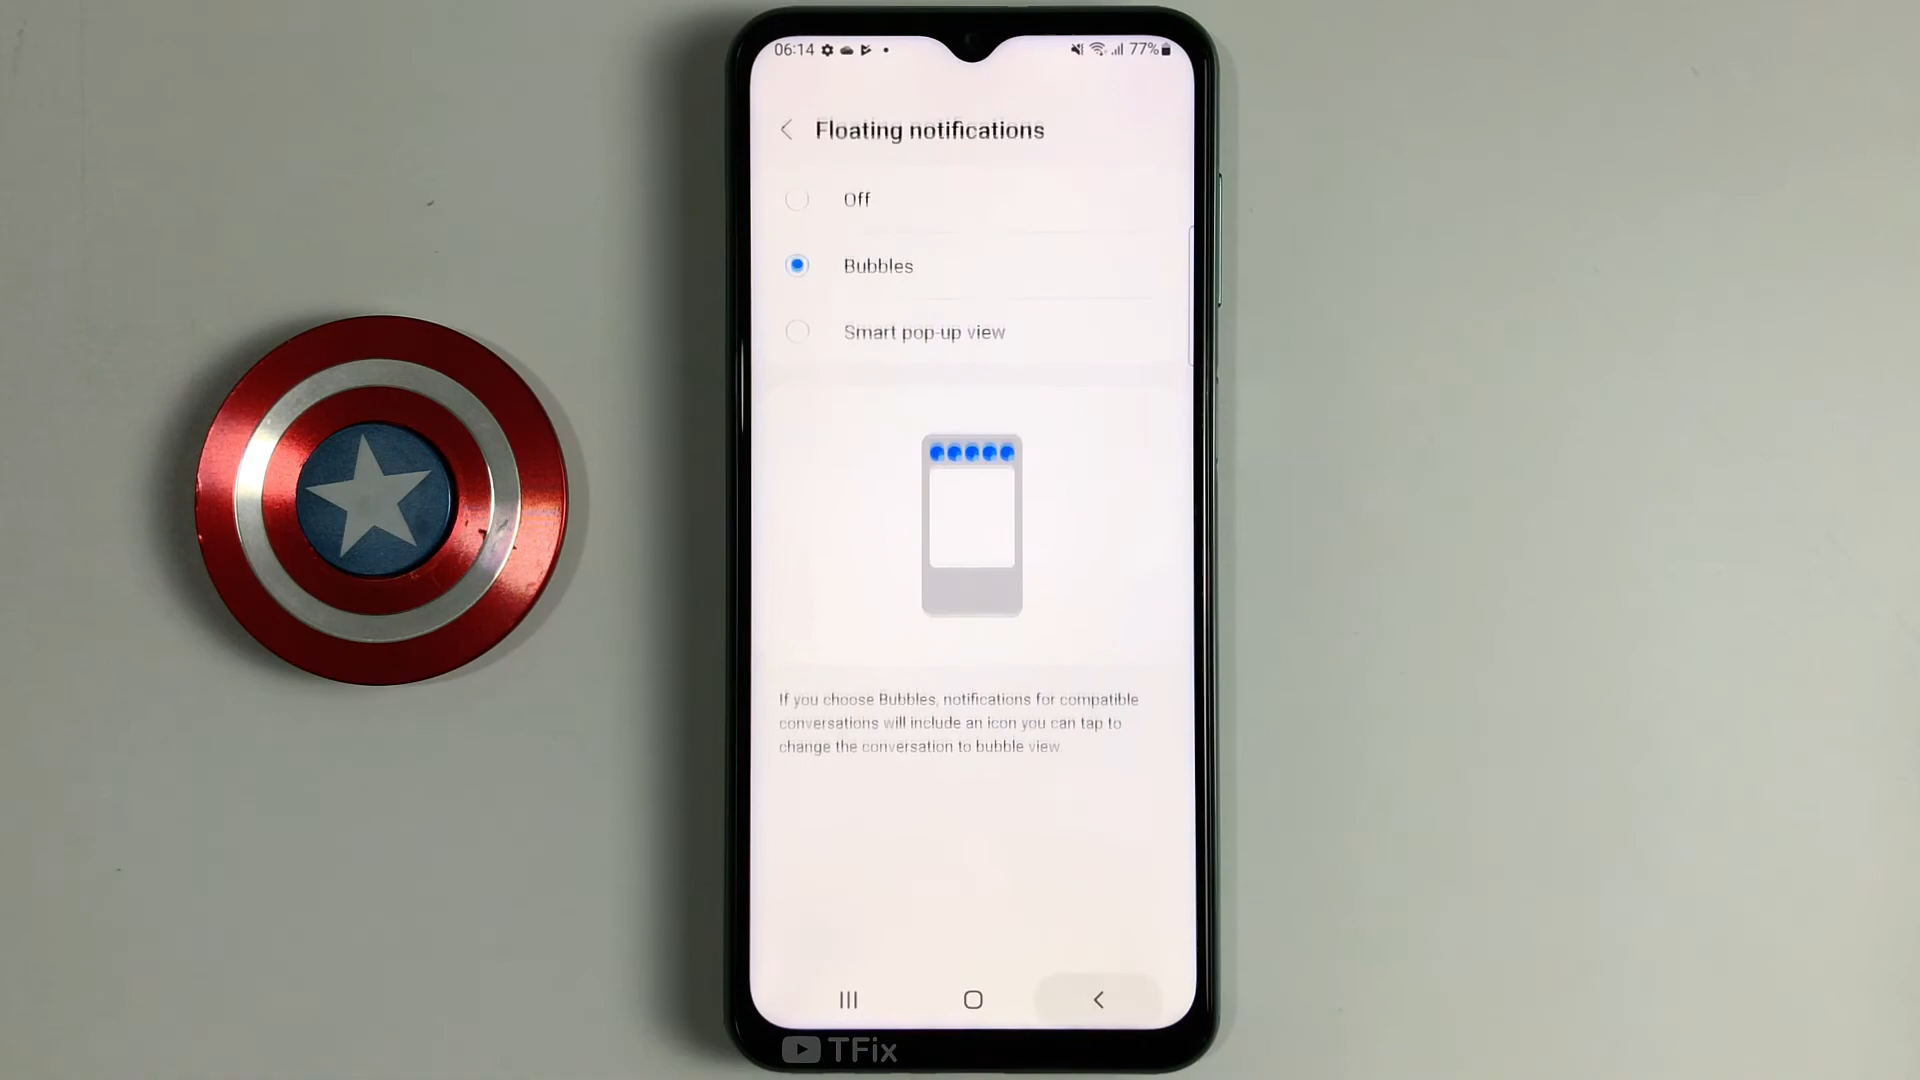 06:14 77%
Floating notifications
Off
Bubbles
Smart pop-up view
If you choose Bubbles, notifications for compatible
conversations will include an icon you can tap to
change the conversation to bubble view.
TFix